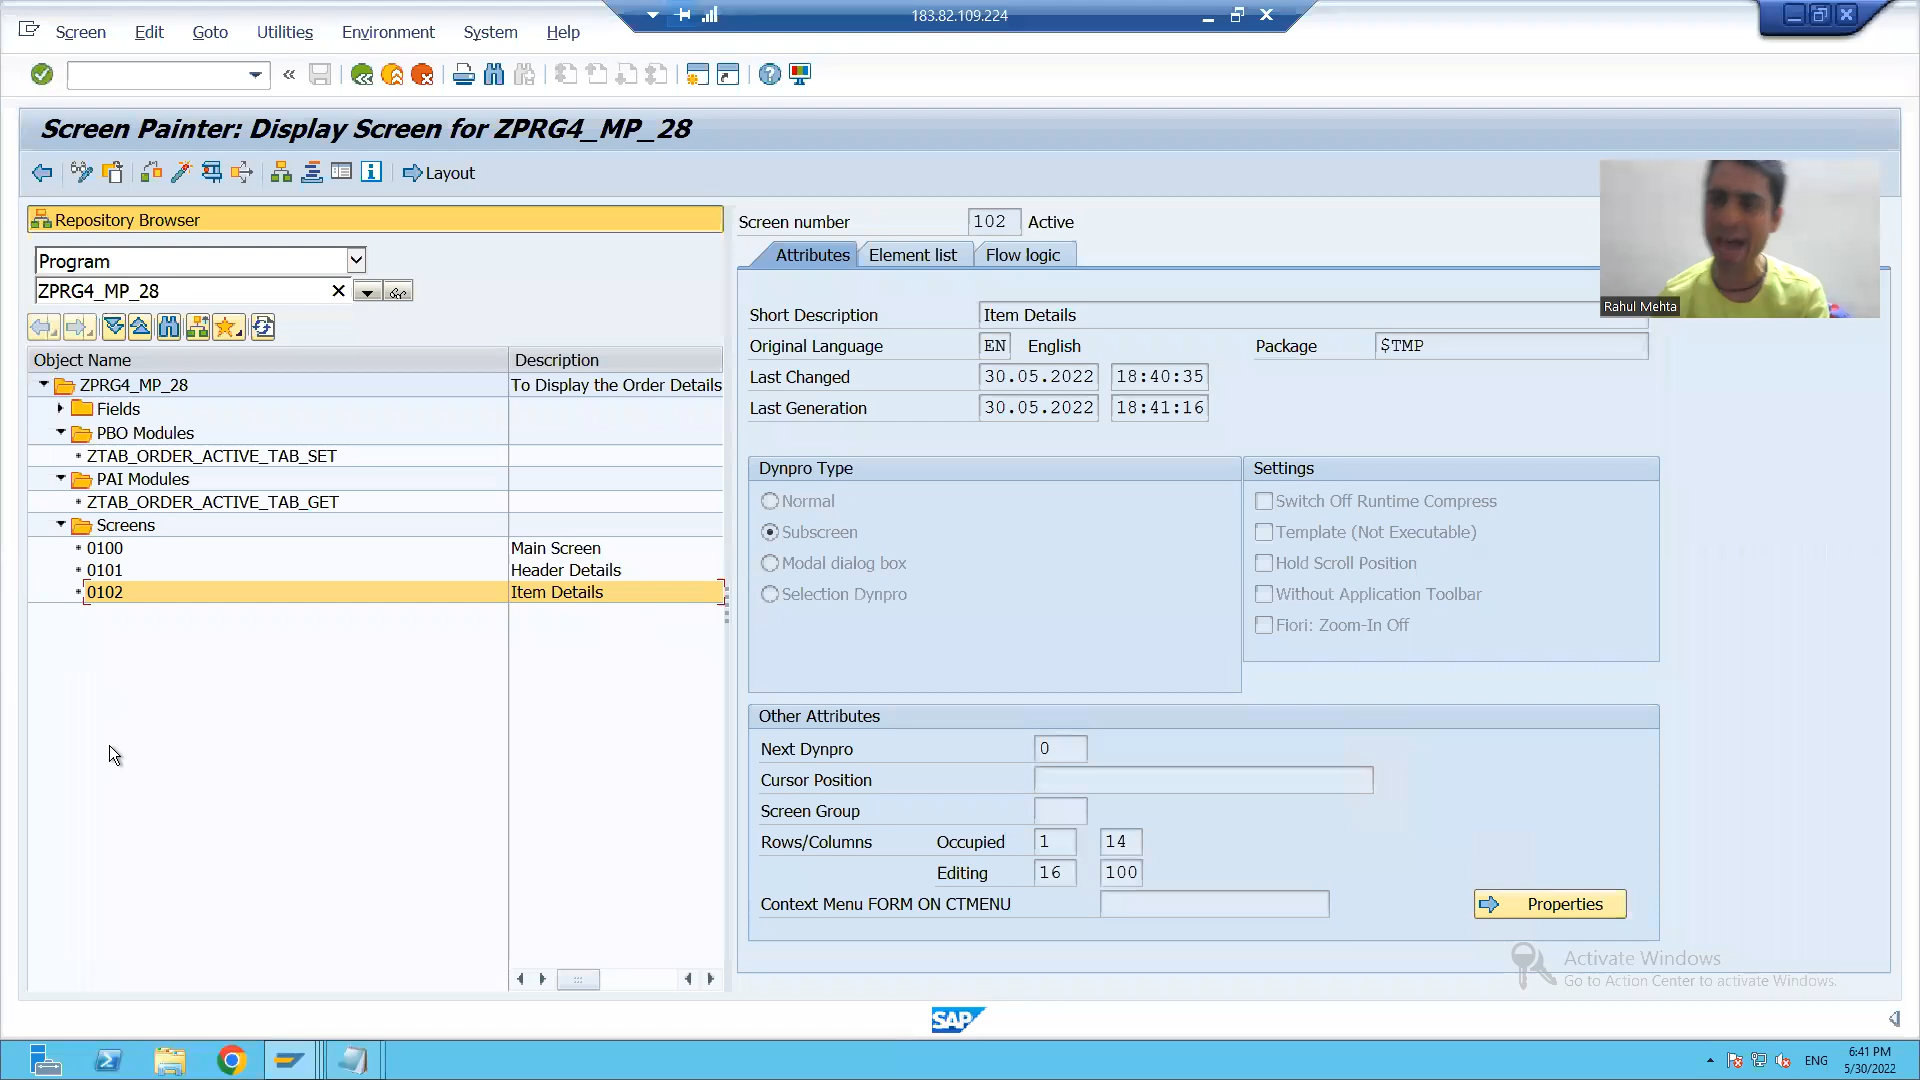 183.82.109.224
Screen Edit Goto Utilities Environment System Help
Screen Painter: Display Screen for ZPRG4_MP_28
Layout
Repository Browser
Program
ZPRG4_MP_28
Object Name Description
ZPRG4_MP_28 To Display the Order Details
Fields
PBO Modules
ZTAB_ORDER_ACTIVE_TAB_SET
PAI Modules
ZTAB_ORDER_ACTIVE_TAB_GET
Screens
0100 Main Screen
0101 Header Details
0102 Item Details
Screen number 102 Active
Attributes Element list Flow logic
Short Description Item Details
Original Language EN English Package $TMP
Last Changed 30.05.2022 18:40:35
Last Generation 30.05.2022 18:41:16
Dynpro Type
Normal
Subscreen
Modal dialog box
Selection Dynpro
Settings
Switch Off Runtime Compress
Template (Not Executable)
Hold Scroll Position
Without Application Toolbar
Fiori: Zoom-In Off
Other Attributes
Next Dynpro 0
Cursor Position
Screen Group
Rows/Columns Occupied 1 14
Editing 16 100
Context Menu FORM ON CTMENU
Properties
Rahul Mehta
Activate Windows
Go to Action Center to activate Windows.
SAP
ENG
6:41 PM
5/30/2022